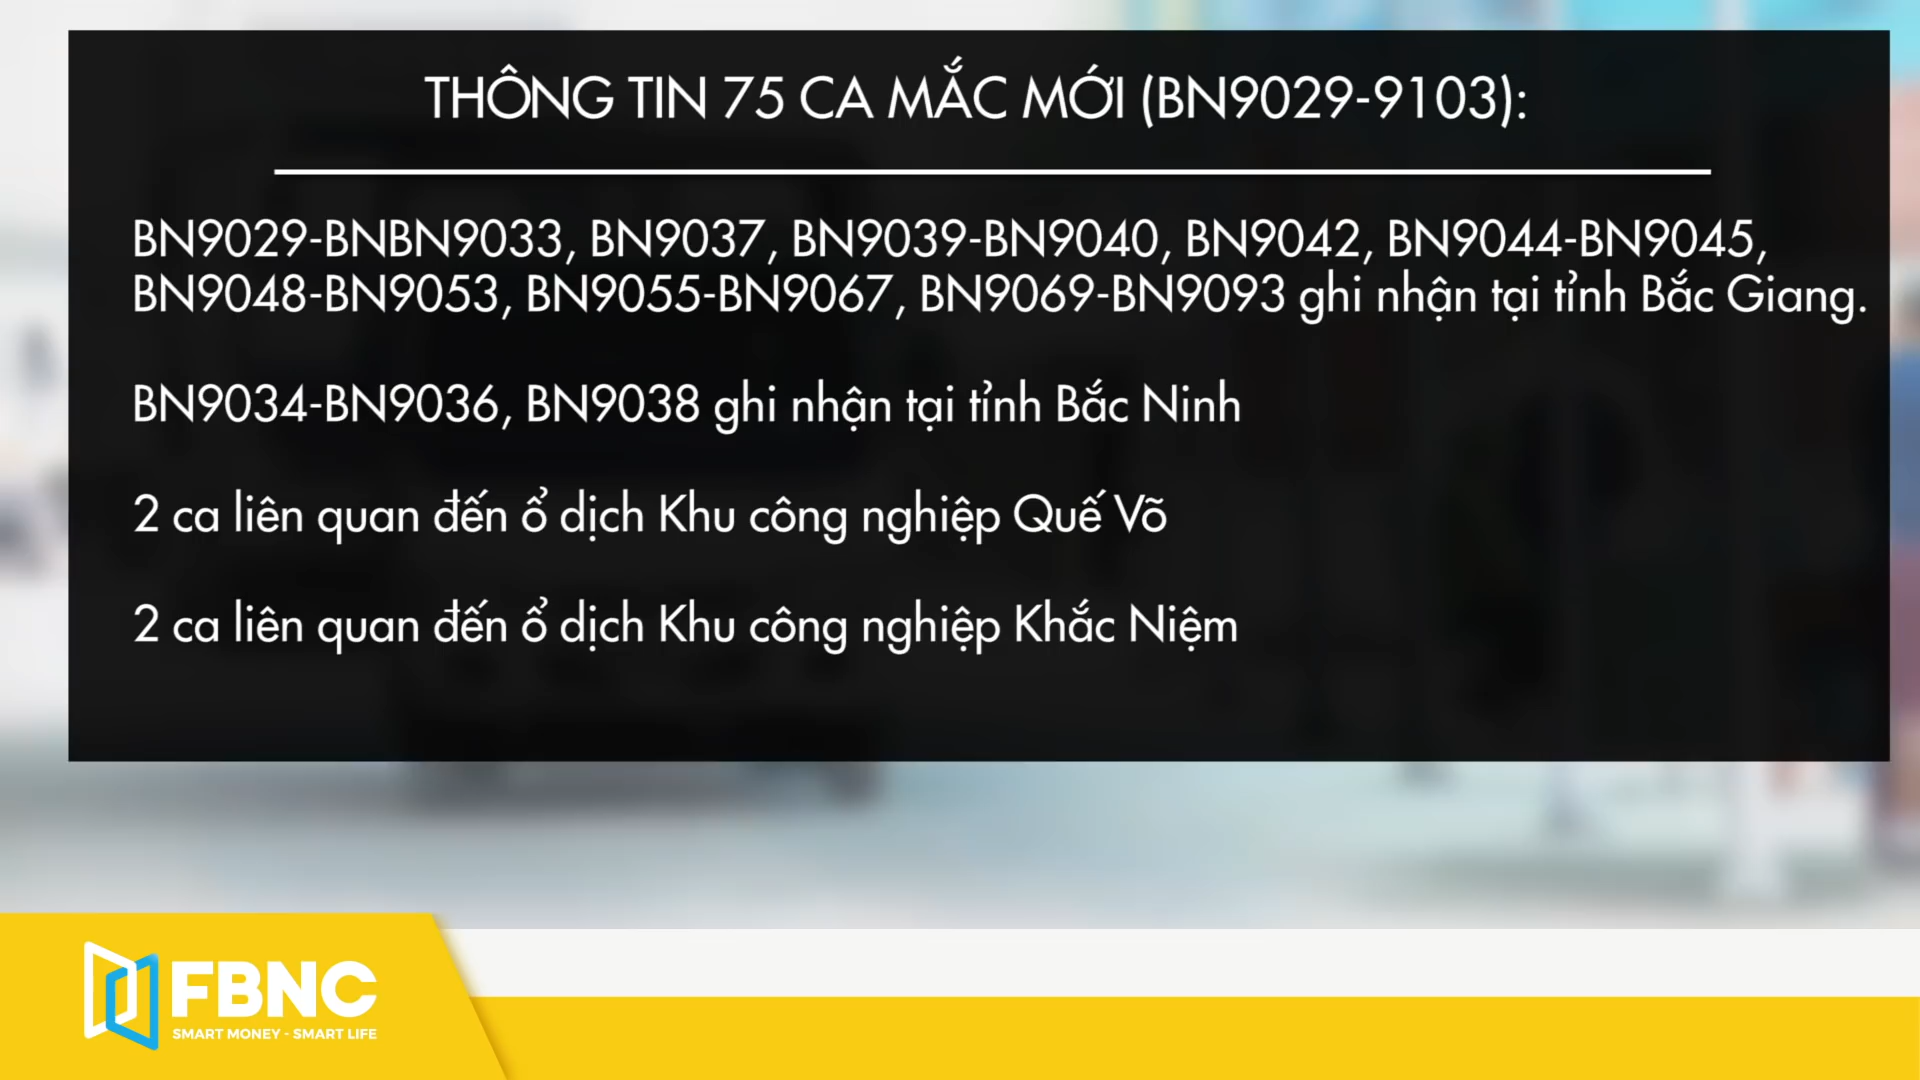 THÔNG TIN 75 CA MẮC MỚI (BN9029-9103):
BN9029-BNBN9033, BN9037, BN9039-BN9040, BN9042, BN9044-BN9045,
BN9048-BN9053, BN9055-BN9067, BN9069-BN9093 ghi nhận tại tỉnh Bắc Giang.
BN9034-BN9036, BN9038 ghi nhận tại tỉnh Bắc Ninh
2 ca liên quan đến ổ dịch Khu công nghiệp Quế Võ
2 ca liên quan đến ổ dịch Khu công nghiệp Khắc Niệm
FBNC
SMART MONEY - SMART LIFE